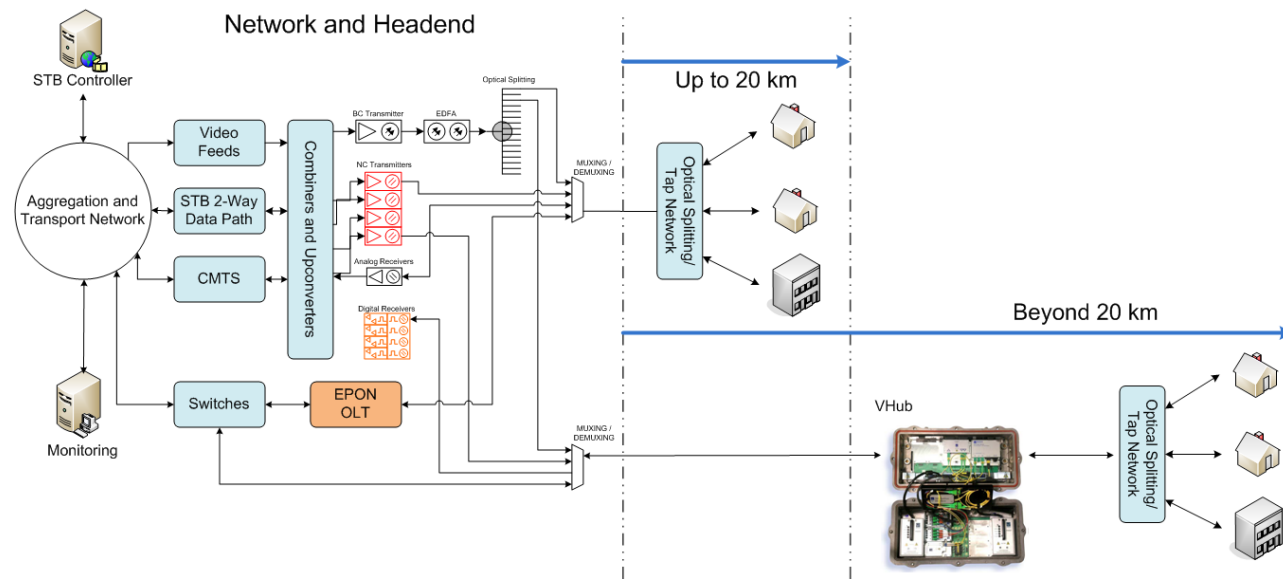 Network and Headend
STB Controller
Optical Splitting
Up to 20 km
BC Transmitter
EDFA
Video
Feeds
Combiners and Upconverters
MUXING /
DEMUXING
NC Transmitters
Optical Splitting/
Tap Network
Aggregation and
Transport Network
STB 2-Way
Data Path
CMTS
Analog Receivers
Digital Receivers
Beyond 20 km
Switches
EPON
OLT
VHub
Monitoring
MUXING /
DEMUXING
Optical Splitting/
Tap Network